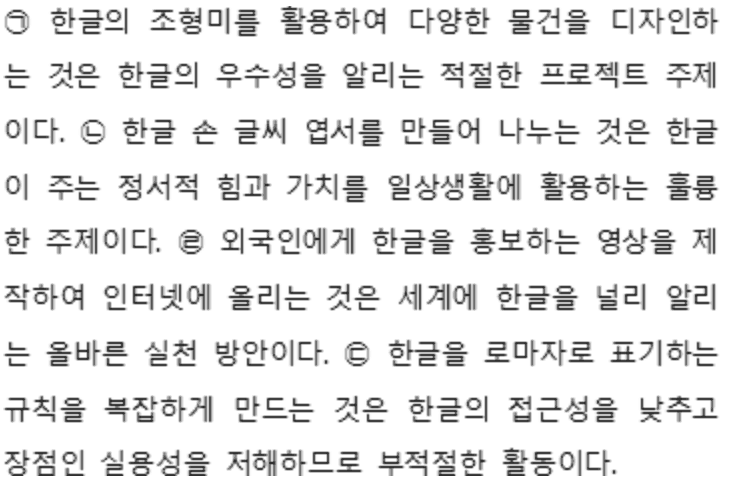 ㉠ 한글의 조형미를 활용하여 다양한 물건을 디자인하
는 것은 한글의 우수성을 알리는 적절한 프로젝트 주제
이다. ㉡ 한글 손 글씨 엽서를 만들어 나누는 것은 한글
이 주는 정서적 힘과 가치를 일상생활에 활용하는 훌륭
한 주제이다. ㉣ 외국인에게 한글을 홍보하는 영상을 제
작하여 인터넷에 올리는 것은 세계에 한글을 널리 알리
는 올바른 실천 방안이다. ㉢ 한글을 로마자로 표기하는
규칙을 복잡하게 만드는 것은 한글의 접근성을 낮추고
장점인 실용성을 저해하므로 부적절한 활동이다.